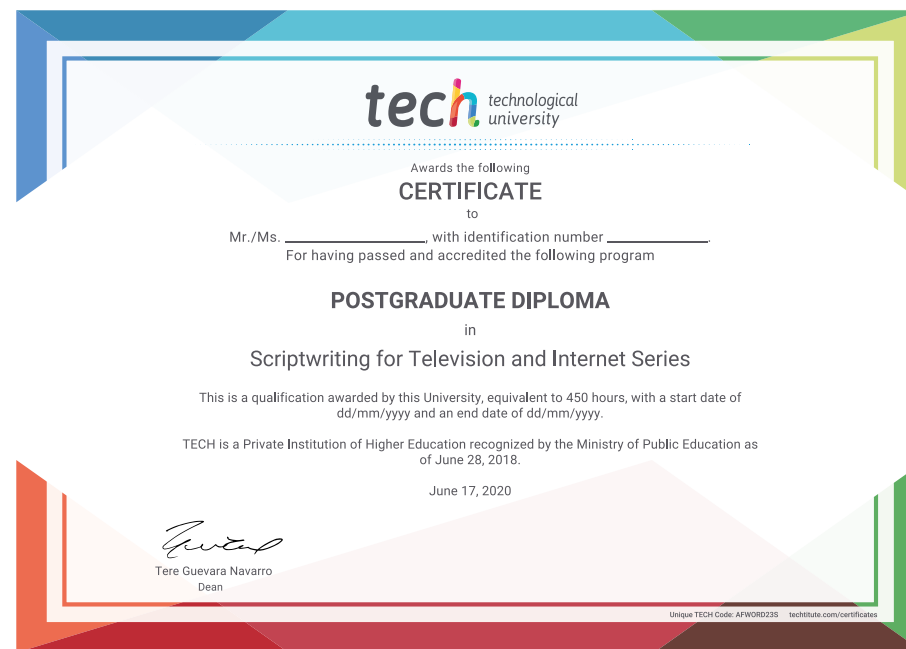 tech technological
university
Awards the following
CERTIFICATE
to
Mr./Ms. ____________________, with identification number ______________.
For having passed and accredited the following program
POSTGRADUATE DIPLOMA
in
Scriptwriting for Television and Internet Series
This is a qualification awarded by this University, equivalent to 450 hours, with a start date of
dd/mm/yyyy and an end date of dd/mm/yyyy.
TECH is a Private Institution of Higher Education recognized by the Ministry of Public Education as
of June 28, 2018.
June 17, 2020
Tere Guevara Navarro
Dean
Unique TECH Code: AFWORD23S techtitute.com/certificates